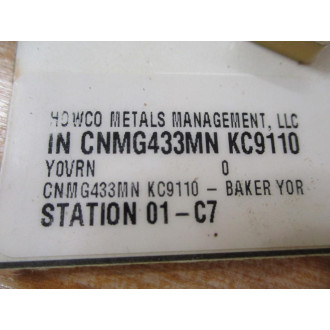 HOWCO METALS MANAGEMENT, LLC
IN CNMG433MN KC9110
YOVRN 0
CNMG433MN KC9110 – BAKER YOR
STATION 01–C7